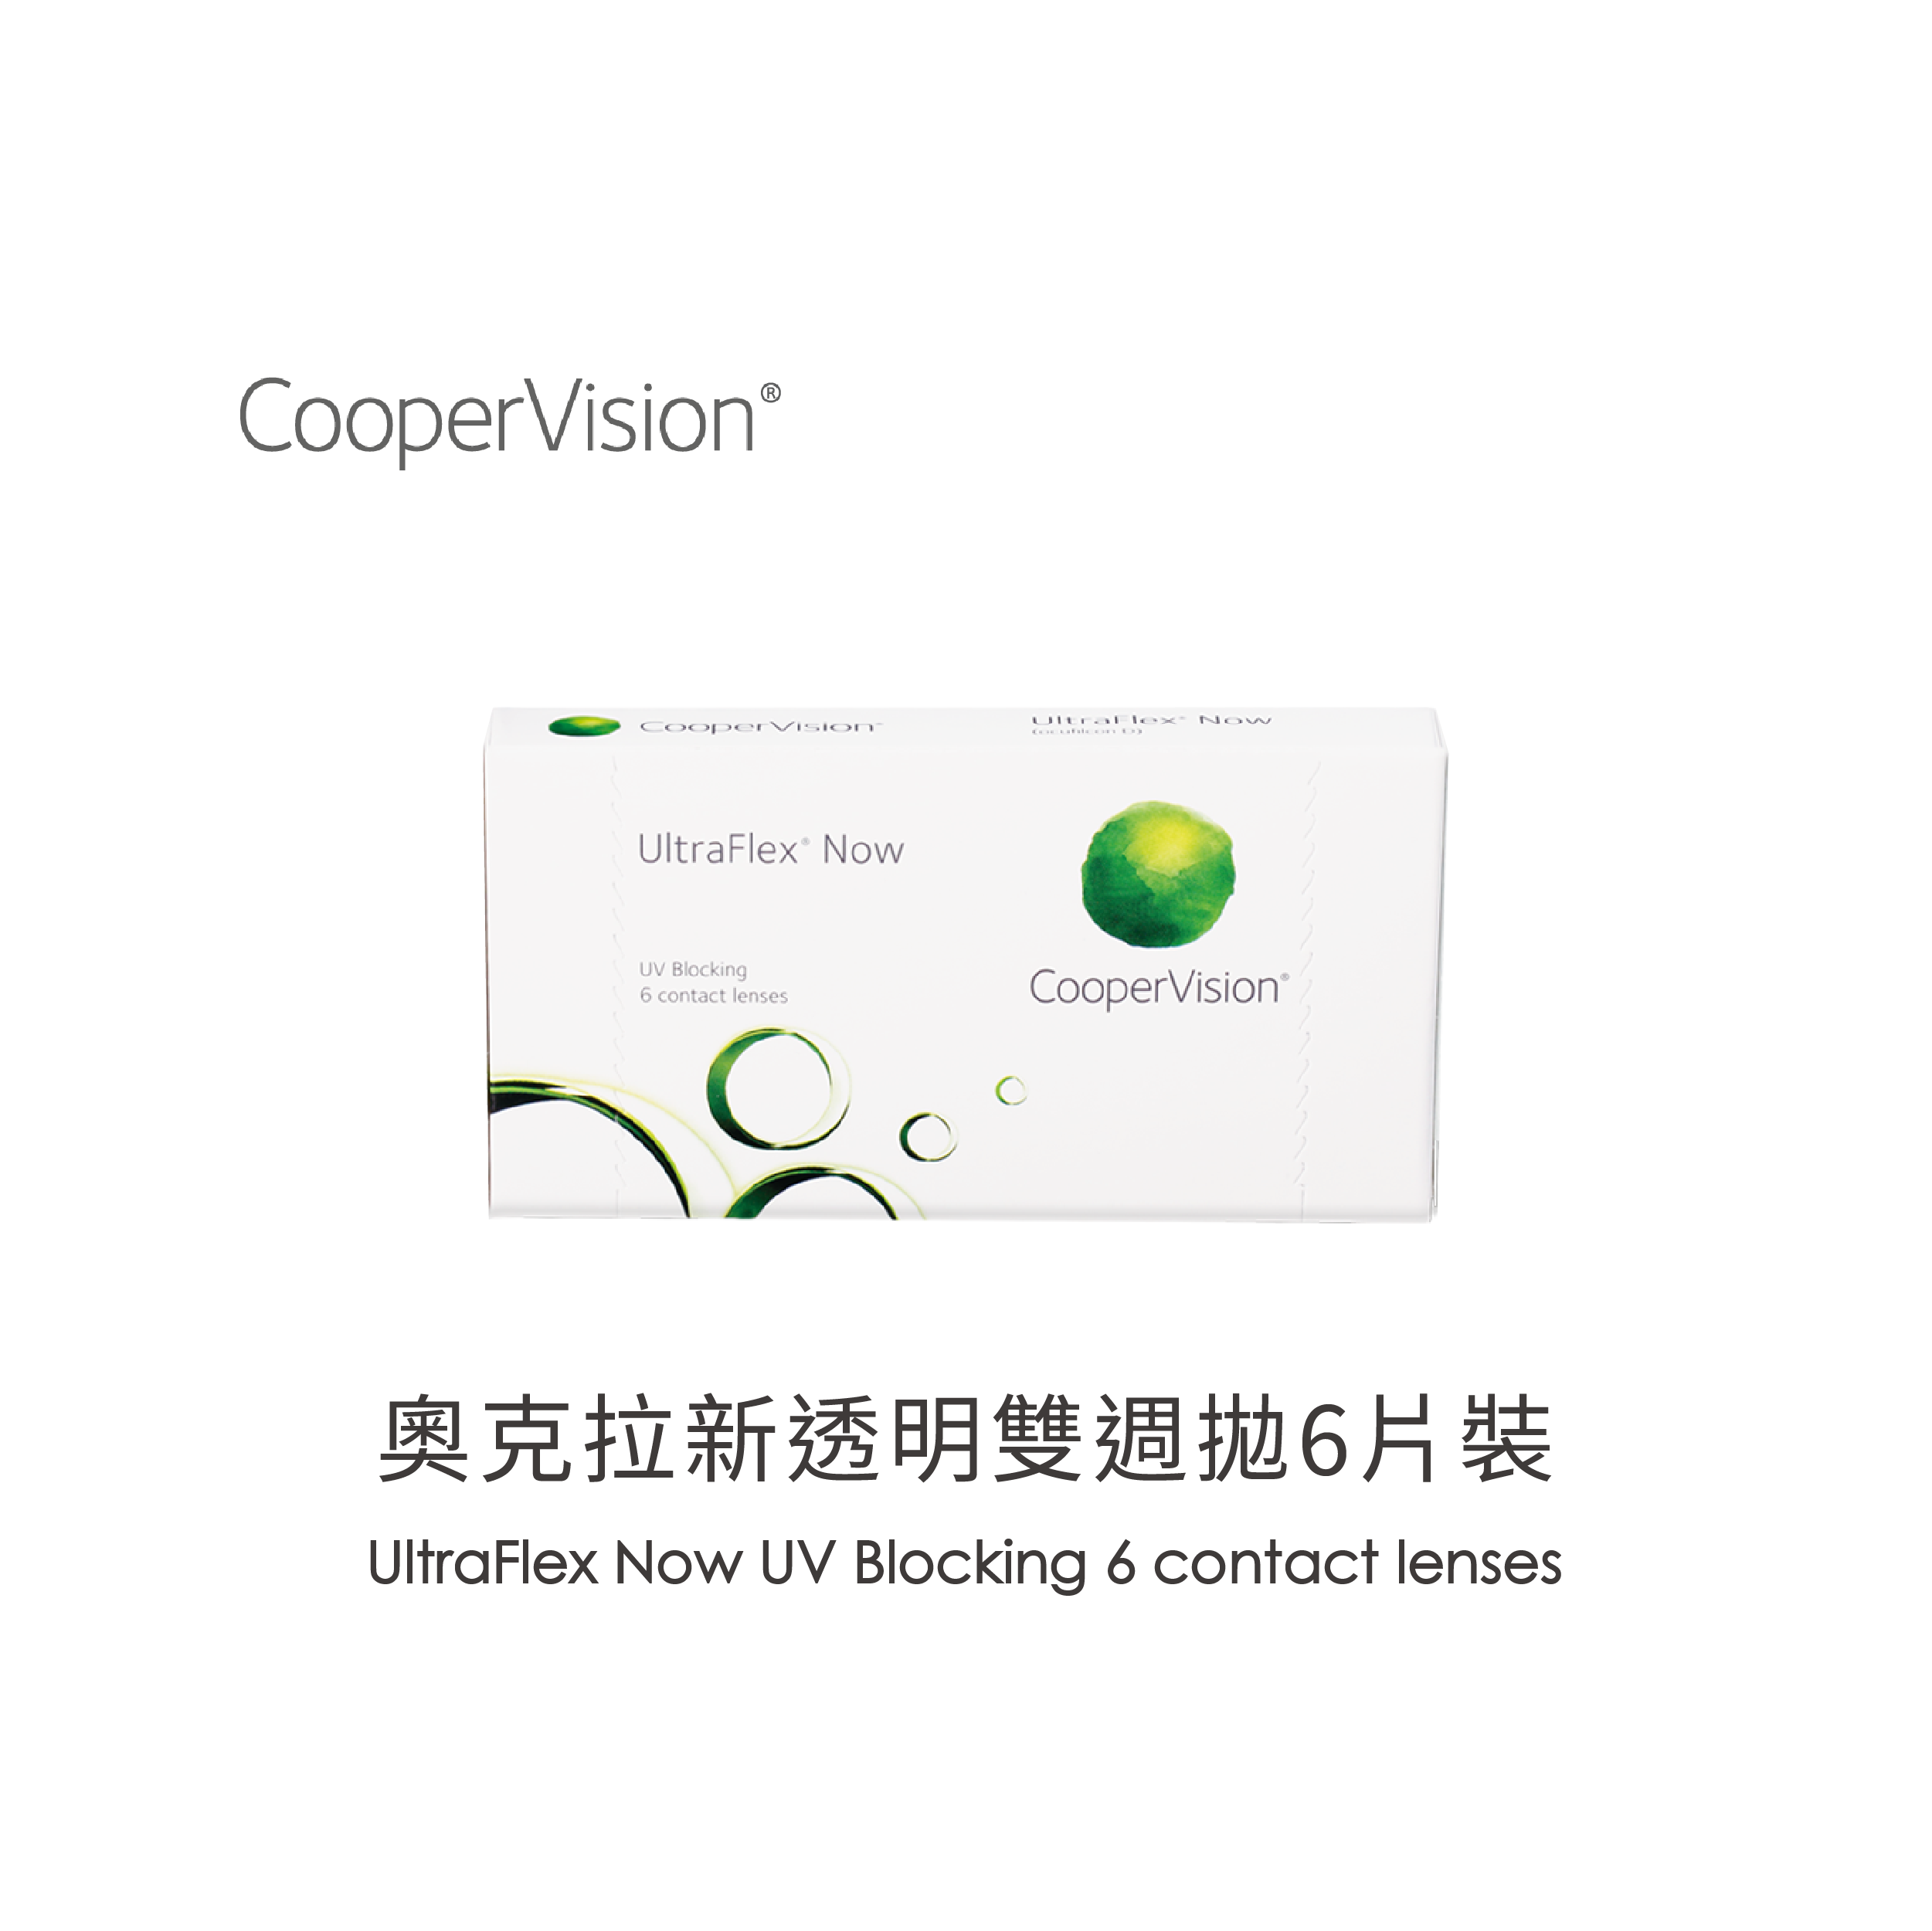 CooperVision®
CooperVision
UltraFlex® Now
(ocufilcon D)
UltraFlex® Now
UV Blocking
6 contact lenses
CooperVision®
奧克拉新透明雙週拋6片裝
UltraFlex Now UV Blocking 6 contact lenses